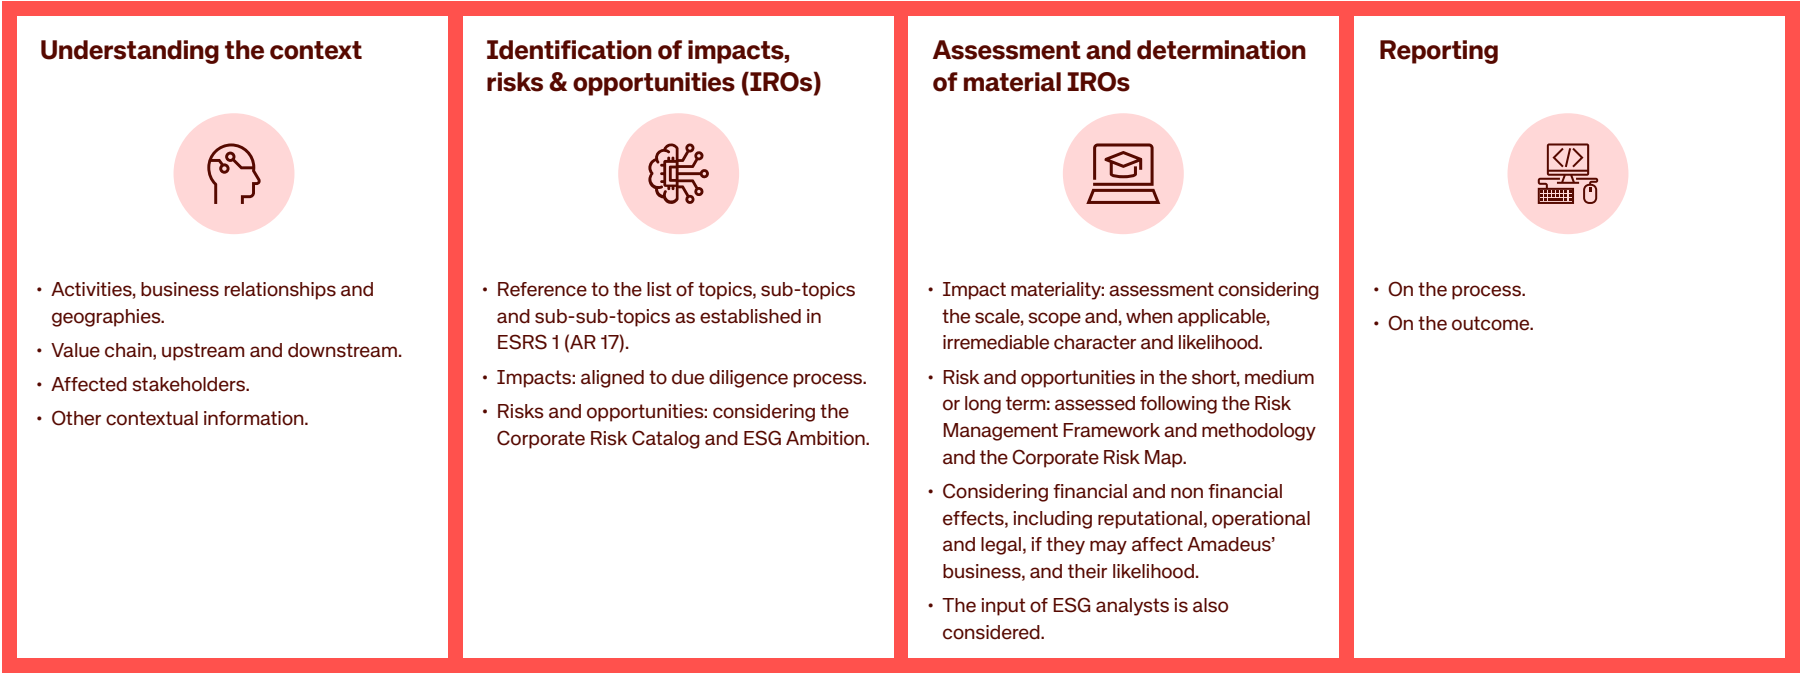 Understanding the context
• Activities, business relationships and
geographies.
• Value chain, upstream and downstream.
• Affected stakeholders.
• Other contextual information.
Identification of impacts,
risks & opportunities (IROs)
• Reference to the list of topics, sub-topics
and sub-sub-topics as established in
ESRS 1 (AR 17).
• Impacts: aligned to due diligence process.
• Risks and opportunities: considering the
Corporate Risk Catalog and ESG Ambition.
Assessment and determination
of material IROs
• Impact materiality: assessment considering
the scale, scope and, when applicable,
irremediable character and likelihood.
• Risk and opportunities in the short, medium
or long term: assessed following the Risk
Management Framework and methodology
and the Corporate Risk Map.
• Considering financial and non financial
effects, including reputational, operational
and legal, if they may affect Amadeus’
business, and their likelihood.
• The input of ESG analysts is also
considered.
Reporting
</>
• On the process.
• On the outcome.